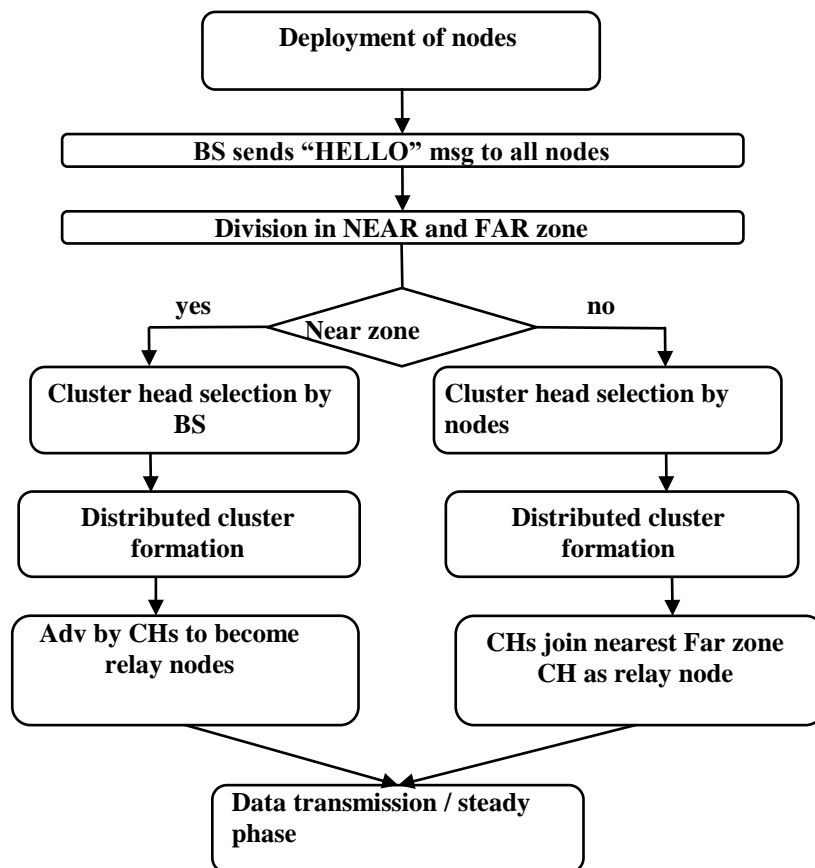 Deployment of nodes
BS sends “HELLO” msg to all nodes
Division in NEAR and FAR zone
yes
no
Near zone
Cluster head selection by
BS
Cluster head selection by
nodes
Distributed cluster
formation
Distributed cluster
formation
Adv by CHs to become
relay nodes
CHs join nearest Far zone
CH as relay node
Data transmission / steady
phase